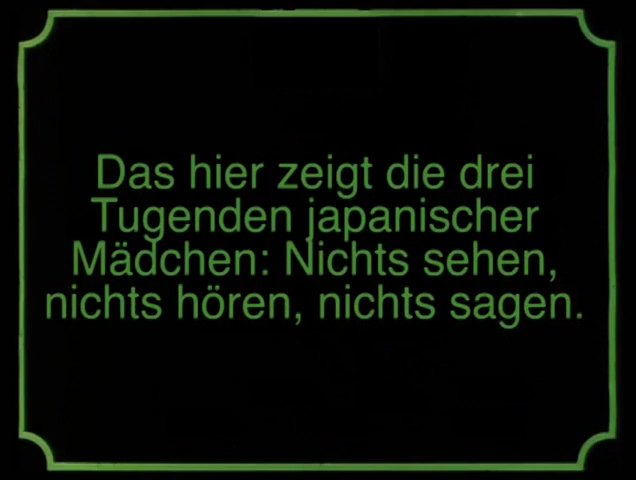 Das hier zeigt die drei
Tugenden japanischer
Mädchen: Nichts sehen,
nichts hören, nichts sagen.